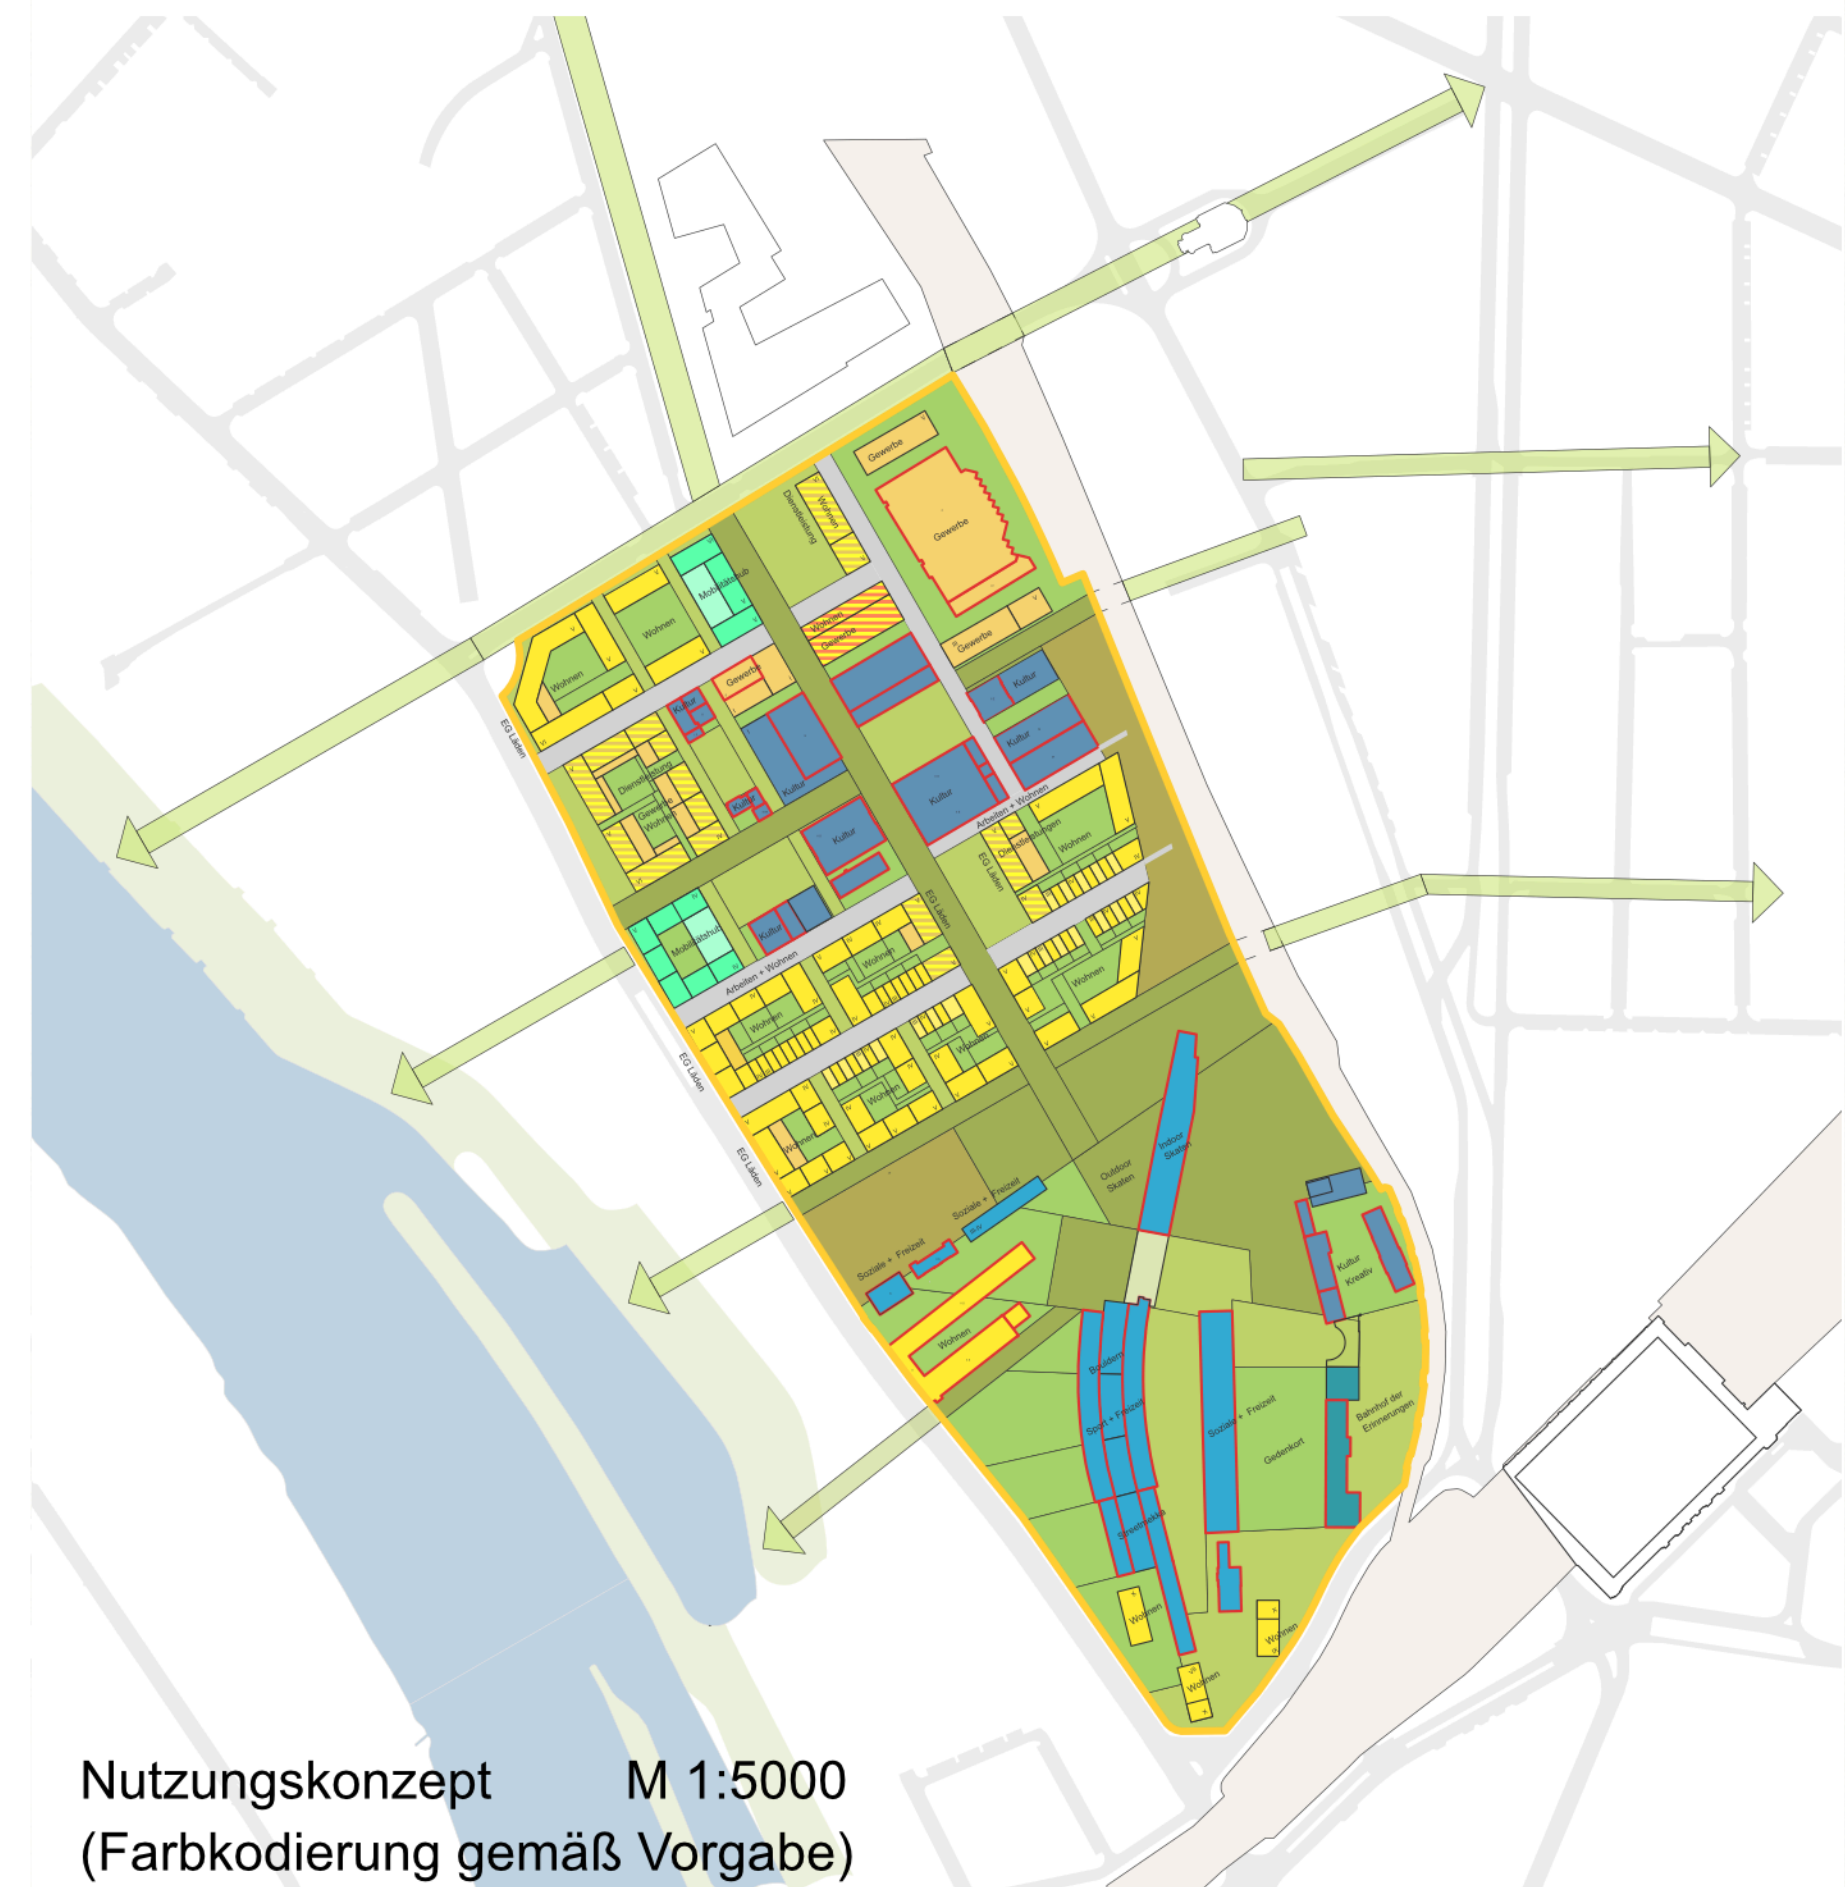 Gewerbe
Gewerbe
Wohnen
Dienstleistung
Mobilitätshub
Wohnen
Wohnen
Gewerbe
Wohnen
Gewerbe
Gewerbe
Kultur
Kultur
Kultur
EG Läden
Dienstleistung
Gewerbe
Wohnen
Kultur
Kultur
Kultur
Kultur
Arbeiten + Wohnen
Dienstleistungen
Wohnen
EG Läden
EG Läden
Mobilitätshub
Kultur
Arbeiten + Wohnen
Wohnen
Wohnen
Wohnen
Wohnen
Wohnen
Wohnen
EG Läden
EG Läden
Indoor
Skaten
Outdoor
Skaten
Soziale + Freizeit
Soziale + Freizeit
Kultur
Kreativ
Wohnen
Bouldern
Sport + Freizeit
Soziale + Freizeit
Gedenkort
Bahnhof der
Erinnerungen
Streetmekka
Wohnen
Wohnen
Wohnen
Nutzungskonzept M 1:5000
(Farbkodierung gemäß Vorgabe)